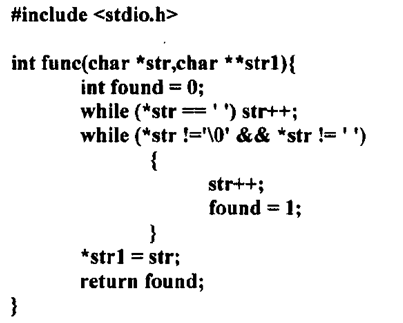 #include <stdio.h>
int func(char *str,char **str1){
int found = 0;
while (*str == ' ') str++;
while (*str !='\0' && *str != ' ')
{
str++;
found = 1;
}
*str1 = str;
return found;
}